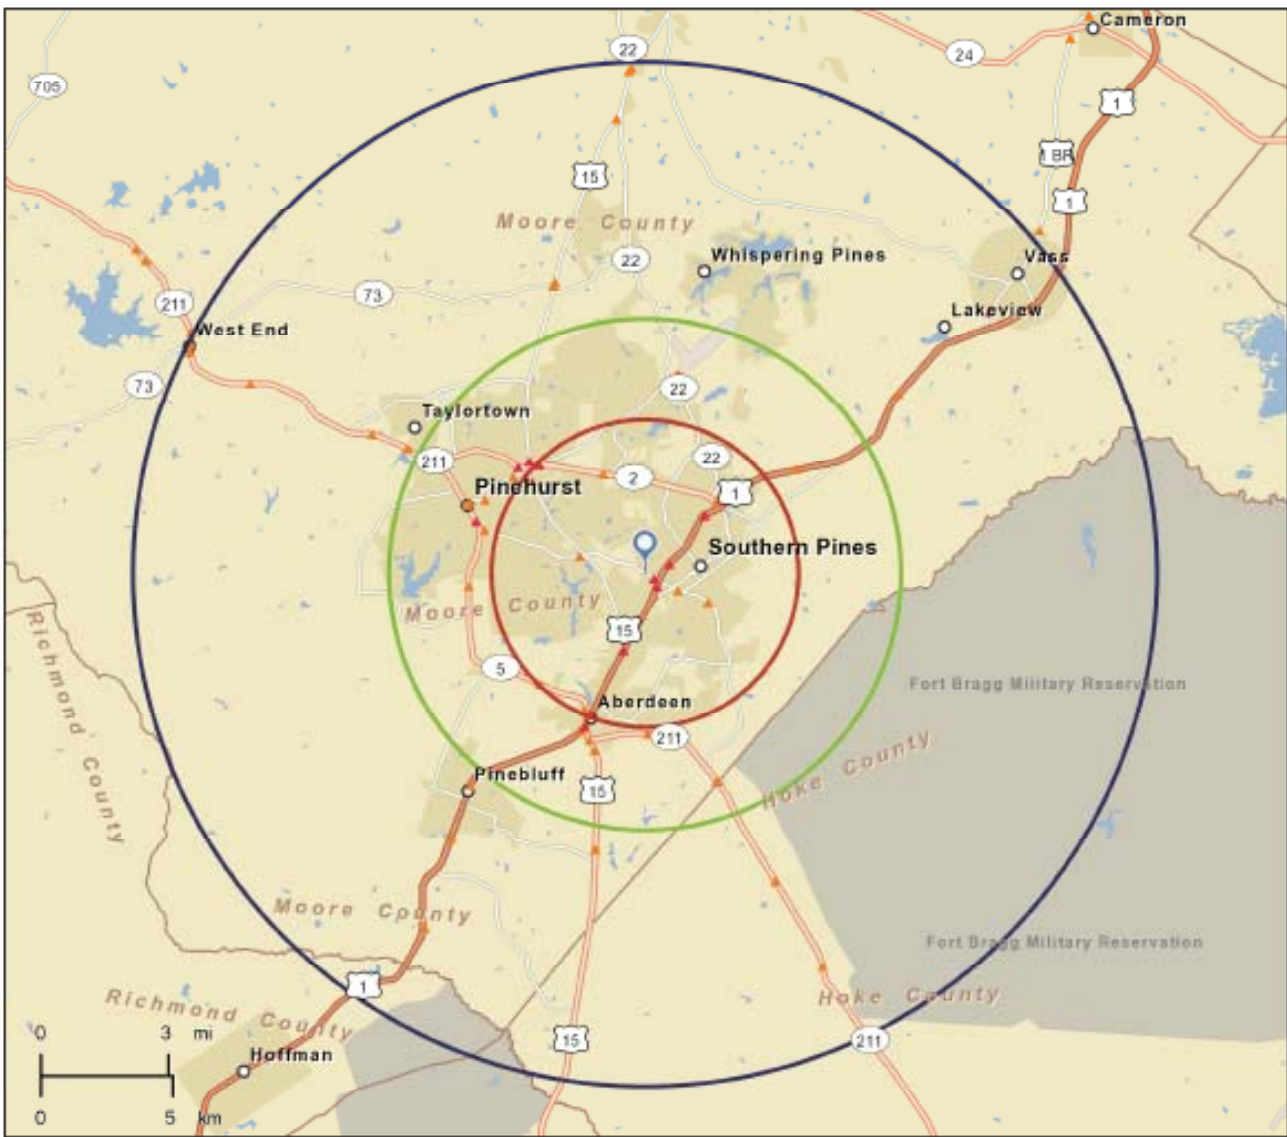 Cameron
22
24
705
1
1 BR
15
1
Moore County
22
Whispering Pines
Vass
73
211
Lakeview
West End
73
22
Taylortown
211
22
2
Pinehurst
1
Southern Pines
Moore County
15
Richmond County
5
Fort Bragg Military Reservation
Aberdeen
211
Hoke County
Pinebluff
15
Moore County
Fort Bragg Military Reservation
1
Hoke County
Richmond County
0 3 mi
15
211
Hoffman
0 5 km